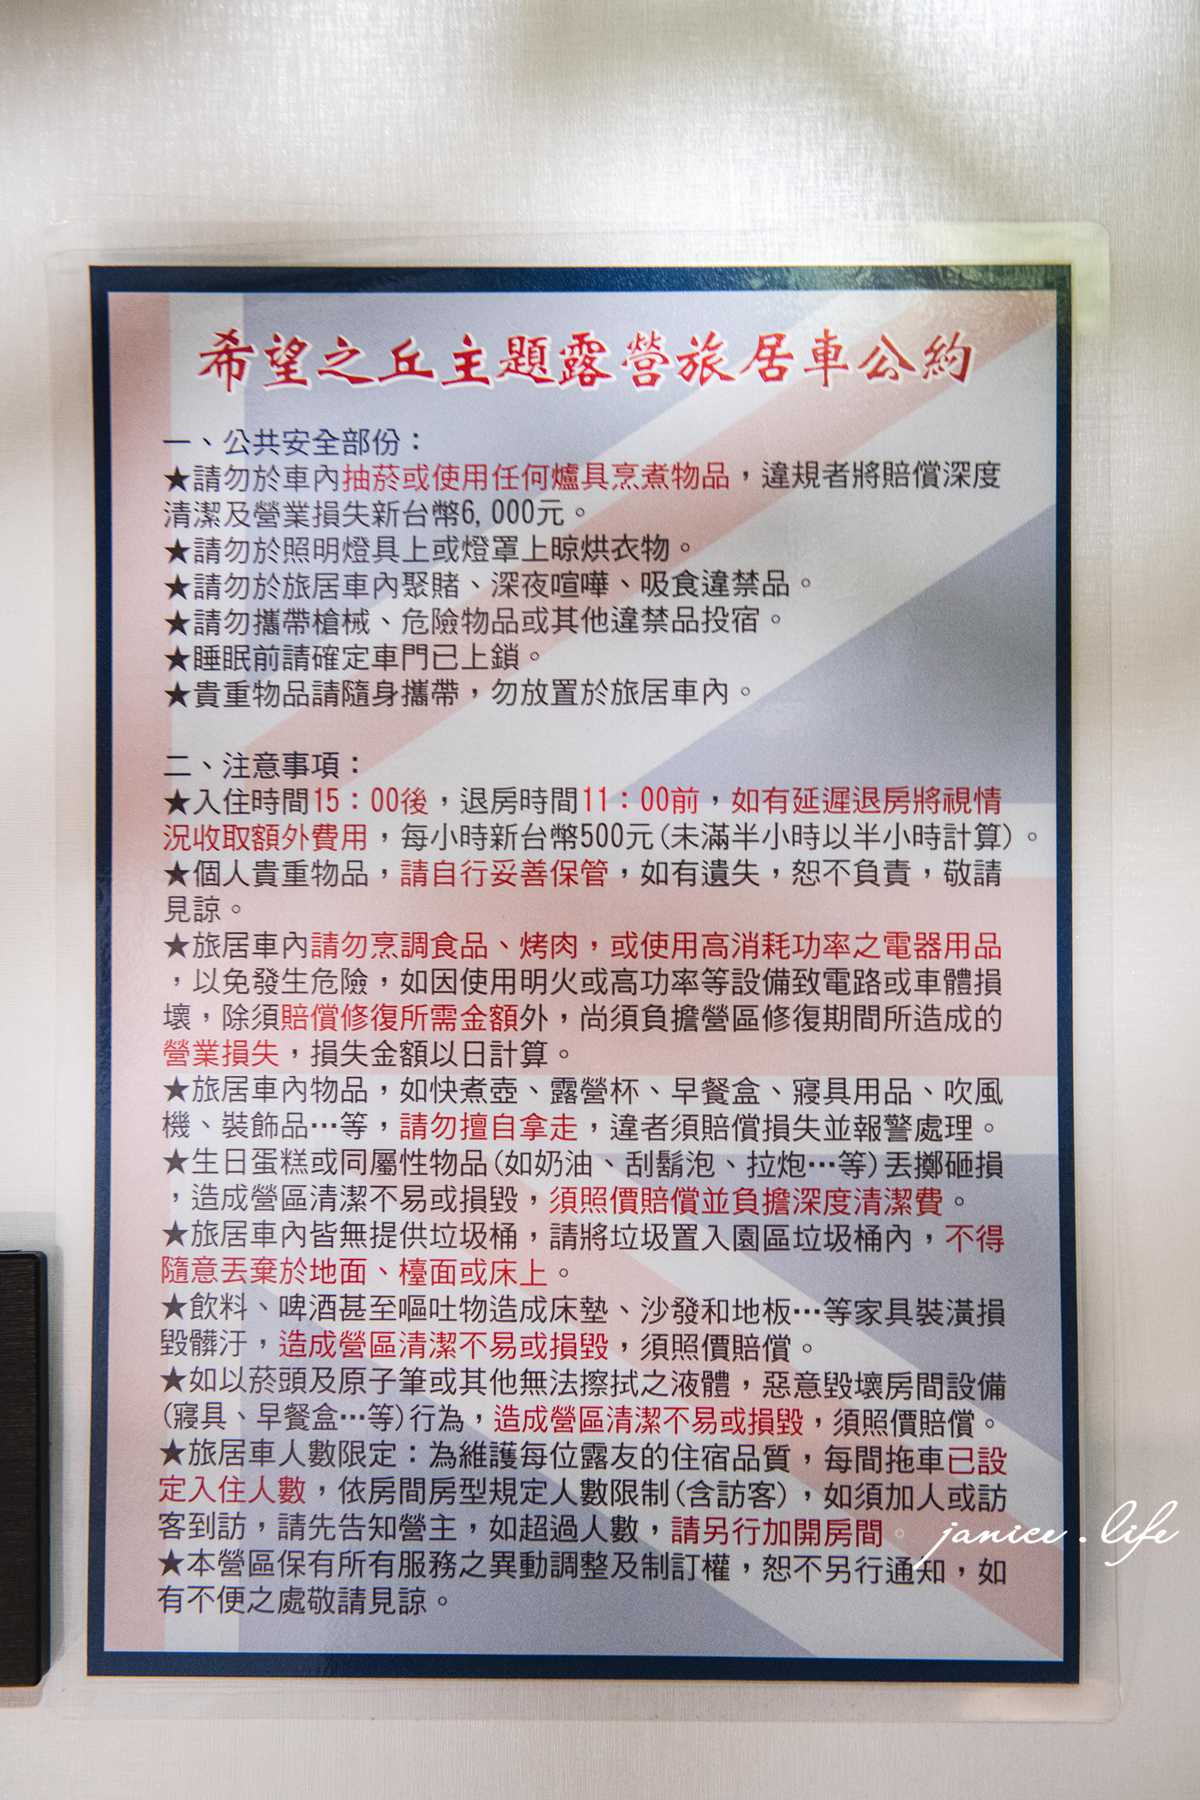 希望之丘主題露營旅居車公約
一、公共安全部份：
★請勿於車內抽菸或使用任何爐具烹煮物品，違規者將賠償深度
清潔及營業損失新台幣6,000元。
★請勿於照明燈具上或燈罩上晾烘衣物。
★請勿於旅居車內聚賭、深夜喧嘩、吸食違禁品。
★請勿攜帶槍械、危險物品或其他違禁品投宿。
★睡眠前請確定車門已上鎖。
★貴重物品請隨身攜帶，勿放置於旅居車內。
二、注意事項：
★入住時間15：00後，退房時間11：00前，如有延遲退房將視情
況收取額外費用，每小時新台幣500元(未滿半小時以半小時計算)。
★個人貴重物品，請自行妥善保管，如有遺失，恕不負責，敬請
見諒。
★旅居車內請勿烹調食品、烤肉，或使用高消耗功率之電器用品
，以免發生危險，如因使用明火或高功率等設備致電路或車體損
壞，除須賠償修復所需金額外，尚須負擔營區修復期間所造成的
營業損失，損失金額以日計算。
★旅居車內物品，如快煮壺、露營杯、早餐盒、寢具用品、吹風
機、裝飾品…等，請勿擅自拿走，違者須賠償損失並報警處理。
★生日蛋糕或同屬性物品(如奶油、刮鬍泡、拉炮…等)丟擲砸損
，造成營區清潔不易或損毀，須照價賠償並負擔深度清潔費。
★旅居車內皆無提供垃圾桶，請將垃圾置入園區垃圾桶內，不得
隨意丟棄於地面、檯面或床上。
★飲料、啤酒甚至嘔吐物造成床墊、沙發和地板…等家具裝潢損
毀髒汙，造成營區清潔不易或損毀，須照價賠償。
★如以菸頭及原子筆或其他無法擦拭之液體，惡意毀壞房間設備
(寢具、早餐盒…等)行為，造成營區清潔不易或損毀，須照價賠償。
★旅居車人數限定：為維護每位露友的住宿品質，每間拖車已設
定入住人數，依房間房型規定人數限制(含訪客)，如須加人或訪
客到訪，請先告知營主，如超過人數，請另行加開房間。
janice.life
★本營區保有所有服務之異動調整及制訂權，恕不另行通知，如
有不便之處敬請見諒。